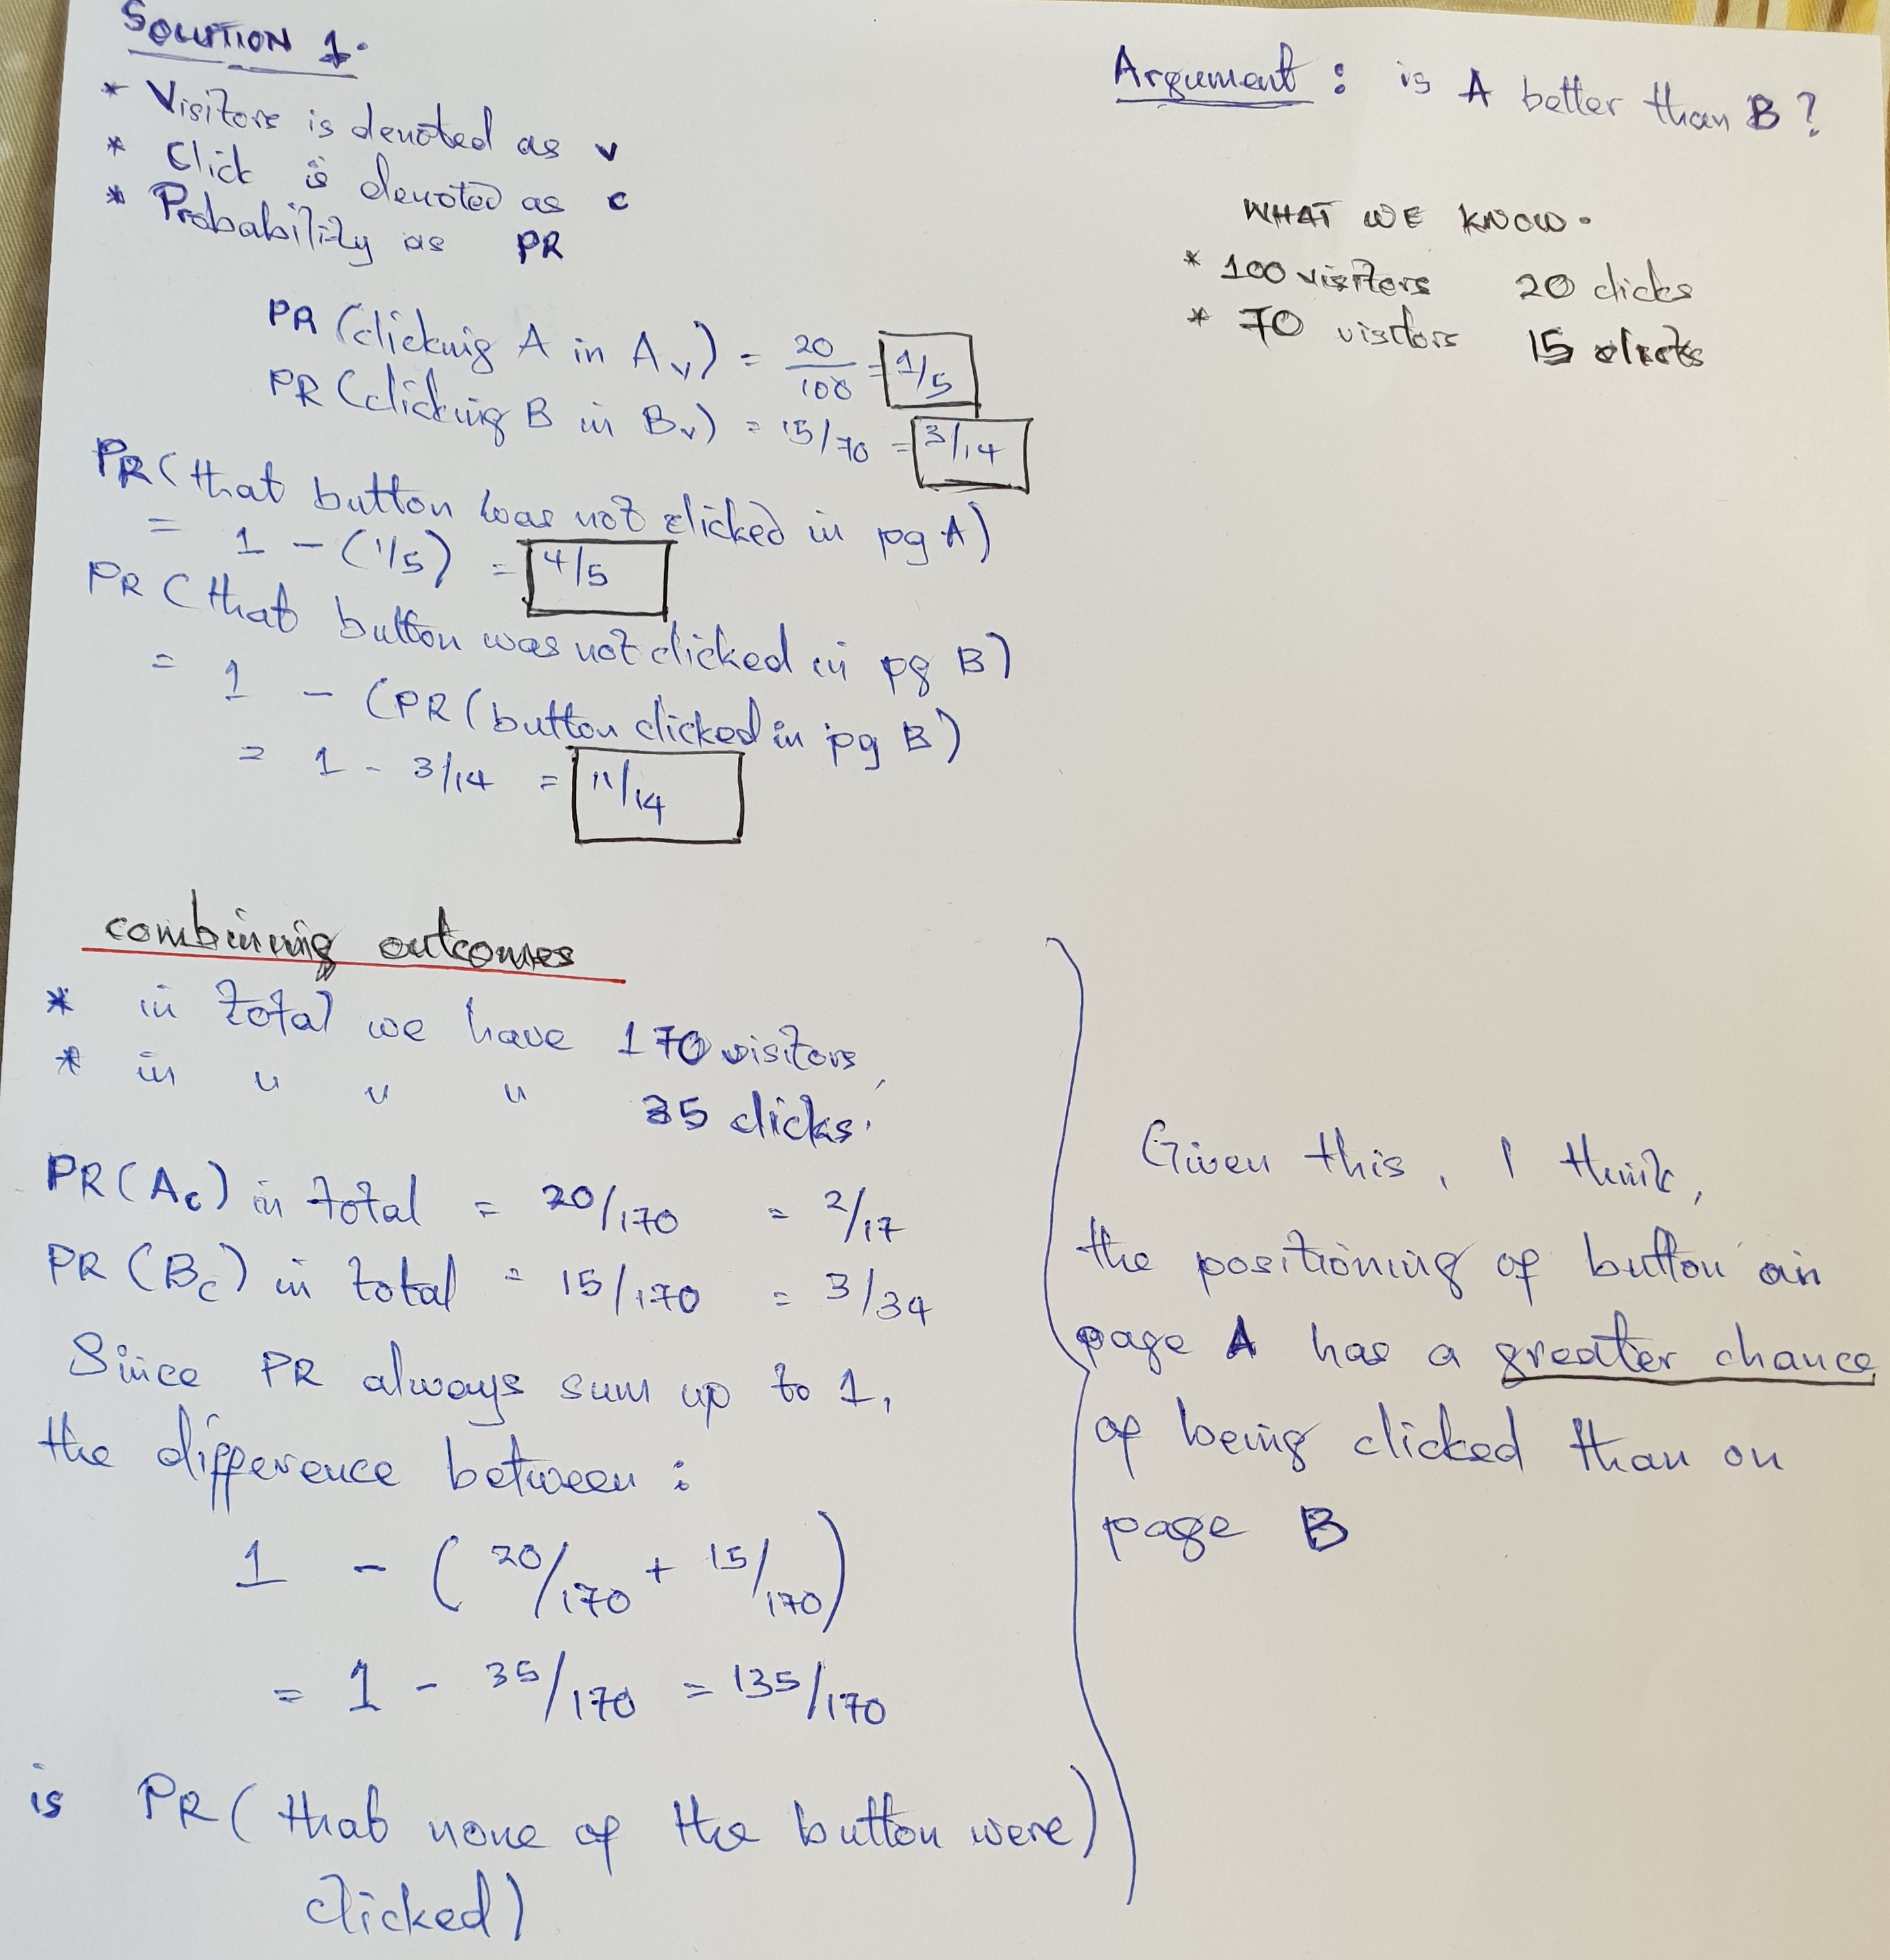 SOLUTION 1.
* Visitors is denoted as v
* Click is denoted as c
* Probability as PR
PR (clicking A in Av) = 20/100 = 1/5
PR (clicking B in Bv) = 15/70 = 3/14
PR (that button was not clicked in pg A)
= 1 - (1/5) = 4/5
PR (that button was not clicked in pg B)
= 1 - (PR (button clicked in pg B)
= 1 - 3/14 = 11/14
Argument : is A better than B?
WHAT WE KNOW.
* 100 visitors 20 clicks
* 70 visitors 15 clicks
combining outcomes
* in total we have 170 visitors,
* in " " " 35 clicks.
PR (Ac) in total = 20/170 = 2/17
PR (Bc) in total = 15/170 = 3/34
Since PR always sum up to 1,
the difference between :
1 - (20/170 + 15/170)
= 1 - 35/170 = 135/170
is PR (that none of the button were)
clicked)
Given this, I think,
the positioning of button on
page A has a greater chance
of being clicked than on
page B